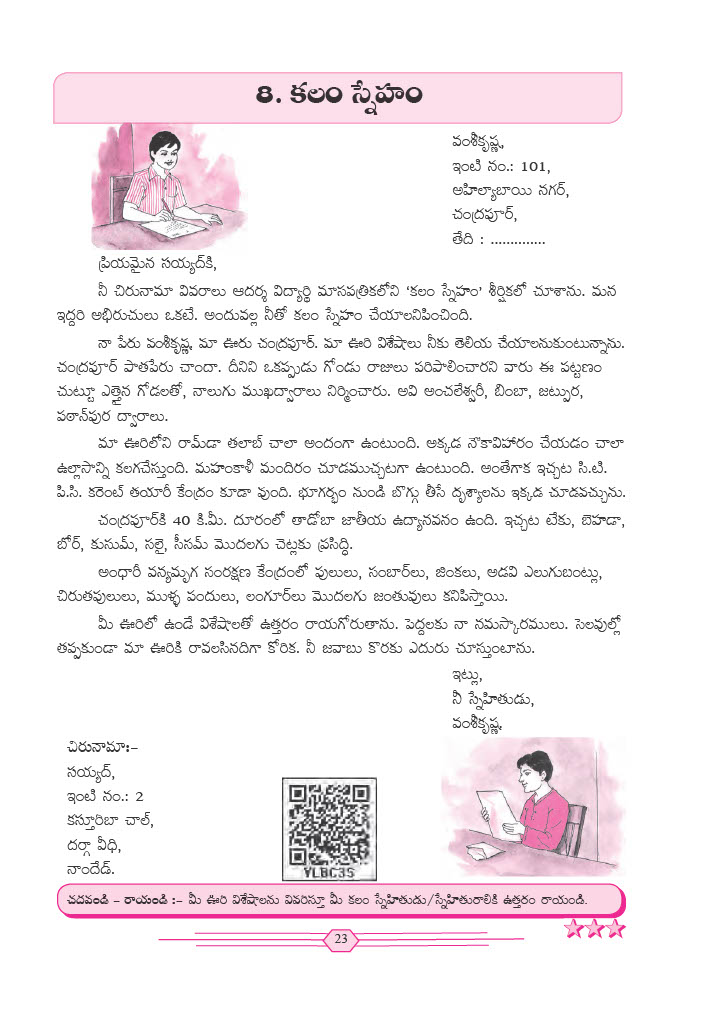 8. కలం స్నేహం
వంశీకృష్ణ,
ఇంటి నం.: 101,
అహిల్యాబాయి నగర్,
చంద్రపూర్,
తేది : ..............
ప్రియమైన సయ్యద్‌కి,
నీ చిరునామా వివరాలు ఆదర్శ విద్యార్థి మాసపత్రికలోని ‘కలం స్నేహం’ శీర్షికలో చూశాను. మన
ఇద్దరి అభిరుచులు ఒకటే. అందువల్ల నీతో కలం స్నేహం చేయాలనిపించింది.
నా పేరు వంశీకృష్ణ, మా ఊరు చంద్రపూర్. మా ఊరి విశేషాలు నీకు తెలియ చేయాలనుకుంటున్నాను.
చంద్రపూర్ పాతపేరు చాందా. దీనిని ఒకప్పుడు గోండు రాజులు పరిపాలించారని వారు ఈ పట్టణం
చుట్టూ ఎత్తైన గోడలతో, నాలుగు ముఖద్వారాలు నిర్మించారు. అవి అంచలేశ్వరీ, బింబా, జట్పుర,
పఠాన్‌పుర ద్వారాలు.
మా ఊరిలోని రామ్‌డా తలాబ్ చాలా అందంగా ఉంటుంది. అక్కడ నౌకావిహారం చేయడం చాలా
ఉల్లాసాన్ని కలగచేస్తుంది. మహంకాళీ మందిరం చూడముచ్చటగా ఉంటుంది. అంతేగాక ఇచ్చట సి.టి.
పి.సి. కరెంట్ తయారీ కేంద్రం కూడా వుంది. భూగర్భం నుండి బొగ్గు తీసే దృశ్యాలను ఇక్కడ చూడవచ్చును.
చంద్రపూర్‌కి 40 కి.మీ. దూరంలో తాడోబా జాతీయ ఉద్యానవనం ఉంది. ఇచ్చట టేకు, బెహడా,
బోర్, కుసుమ్, సలై, సీసమ్ మొదలగు చెట్లకు ప్రసిద్ధి.
అంధారీ వన్యమృగ సంరక్షణ కేంద్రంలో పులులు, సంబార్‌లు, జింకలు, అడవి ఎలుగుబంట్లు,
చిరుతపులులు, ముళ్ళ పందులు, లంగూర్‌లు మొదలగు జంతువులు కనిపిస్తాయి.
మీ ఊరిలో ఉండే విశేషాలతో ఉత్తరం రాయగోరుతాను. పెద్దలకు నా నమస్కారములు. సెలవుల్లో
తప్పకుండా మా ఊరికి రావలసినదిగా కోరిక. నీ జవాబు కొరకు ఎదురు చూస్తుంటాను.
ఇట్లు,
నీ స్నేహితుడు,
వంశీకృష్ణ.
చిరునామా:–
సయ్యద్,
ఇంటి నం.: 2
కస్తూరిబా చాల్,
దర్గా వీధి,
నాందేడ్.
YLBC3S
చదవండి – రాయండి :– మీ ఊరి విశేషాలను వివరిస్తూ మీ కలం స్నేహితుడు/స్నేహితురాలికి ఉత్తరం రాయండి.
23